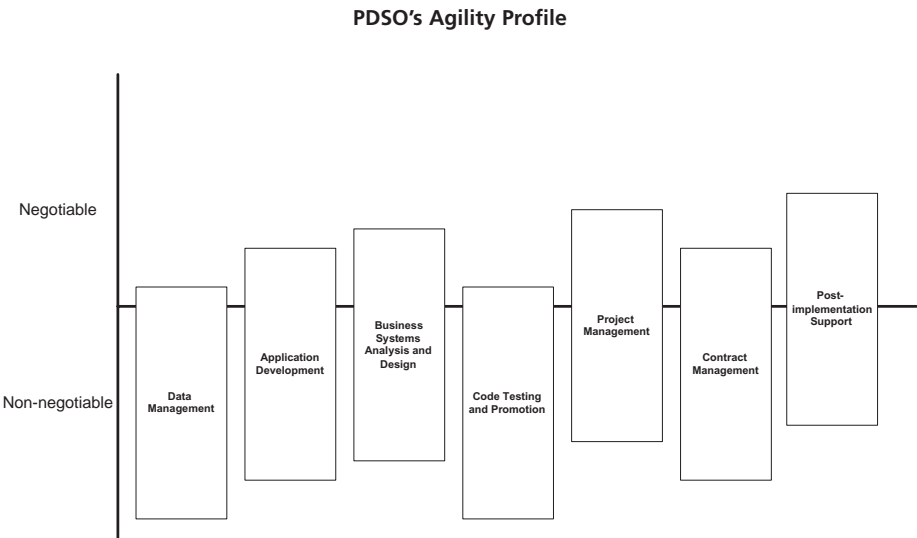 PDSO's Agility Profile
Negotiable
Non-negotiable
Data
Management
Application
Development
Business
Systems
Analysis and
Design
Code Testing
and Promotion
Project
Management
Contract
Management
Post-
implementation
Support